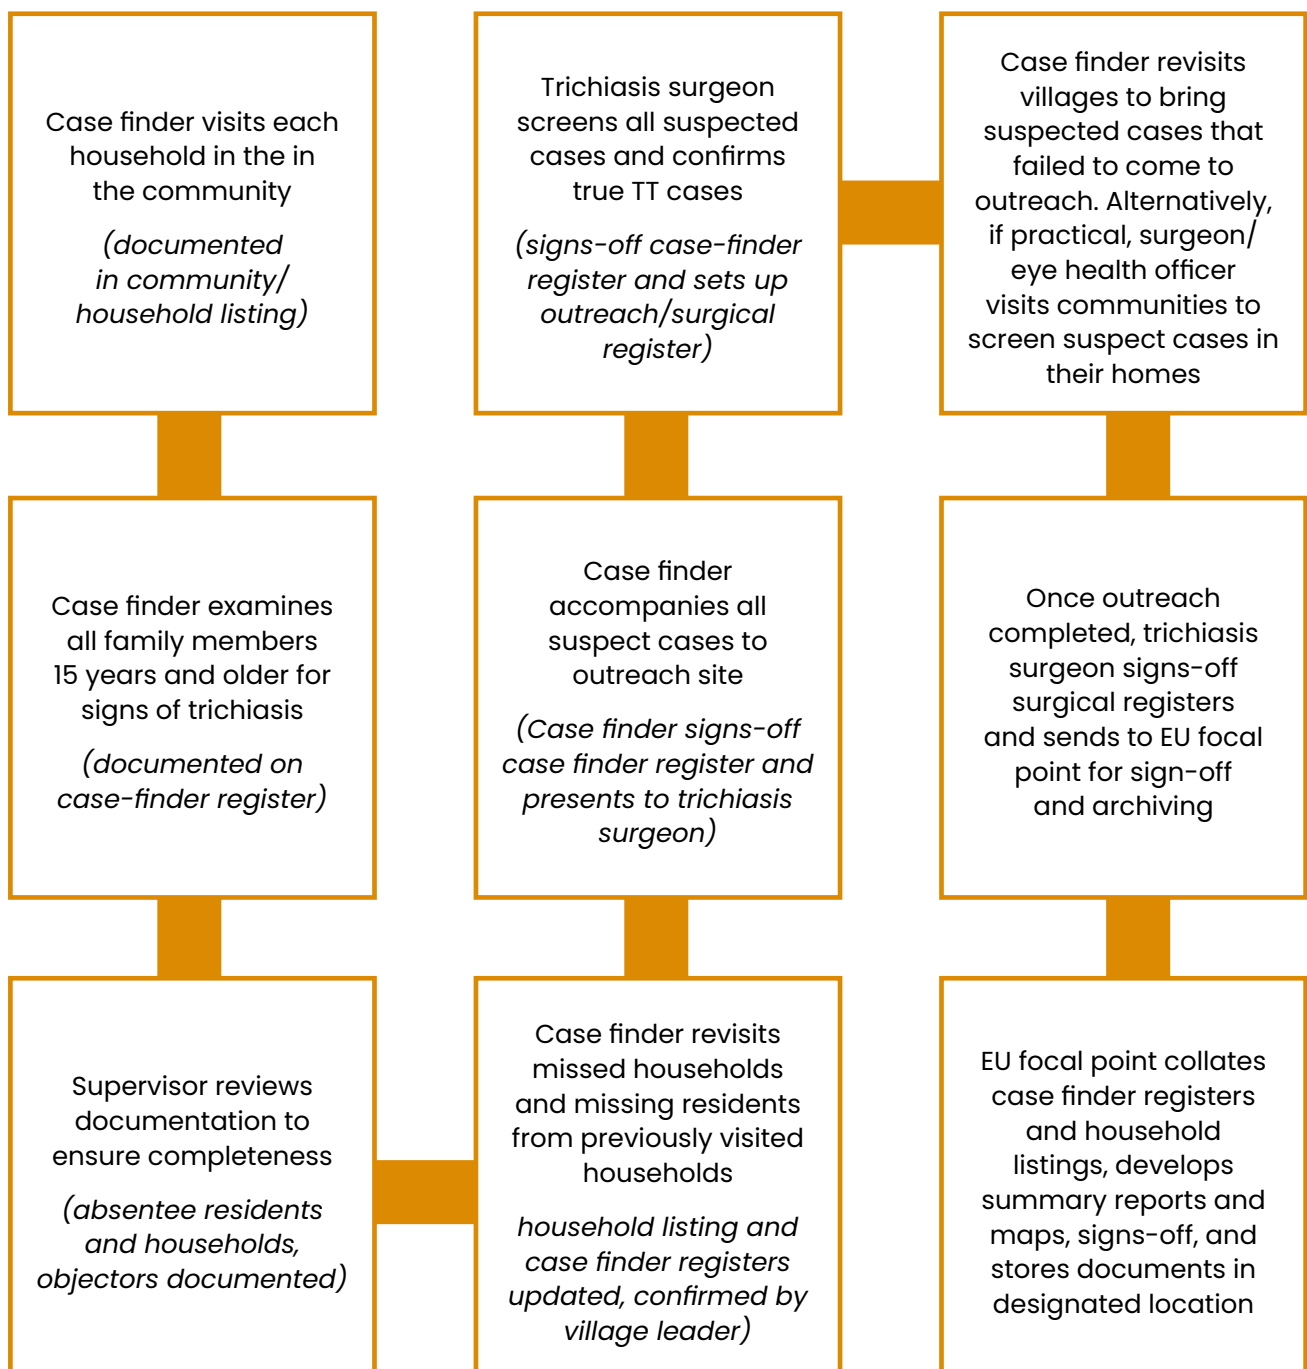 Case finder visits each
household in the in
the community
(documented
in community/
household listing)
Case finder examines
all family members
15 years and older for
signs of trichiasis
(documented on
case-finder register)
Supervisor reviews
documentation to
ensure completeness
(absentee residents
and households,
objectors documented)
Case finder revisits
missed households
and missing residents
from previously visited
households
household listing and
case finder registers
updated, confirmed by
village leader)
Case finder
accompanies all
suspect cases to
outreach site
(Case finder signs-off
case finder register and
presents to trichiasis
surgeon)
Trichiasis surgeon
screens all suspected
cases and confirms
true TT cases
(signs-off case-finder
register and sets up
outreach/surgical
register)
Case finder revisits
villages to bring
suspected cases that
failed to come to
outreach. Alternatively,
if practical, surgeon/
eye health officer
visits communities to
screen suspect cases in
their homes
Once outreach
completed, trichiasis
surgeon signs-off
surgical registers
and sends to EU focal
point for sign-off
and archiving
EU focal point collates
case finder registers
and household
listings, develops
summary reports and
maps, signs-off, and
stores documents in
designated location